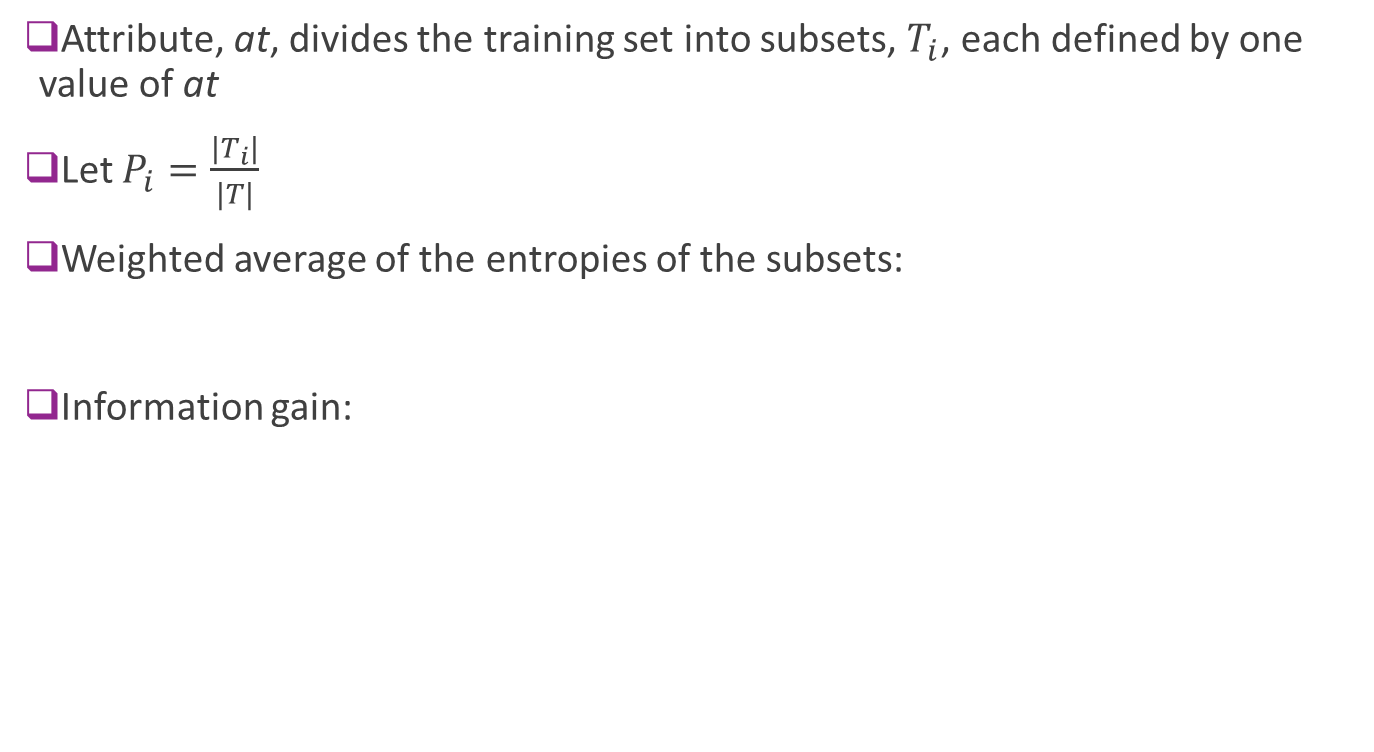 ❑Attribute, at, divides the training set into subsets, Tᵢ, each defined by one
value of at
❑Let Pᵢ = |Tᵢ| / |T|
❑Weighted average of the entropies of the subsets:
❑Information gain: